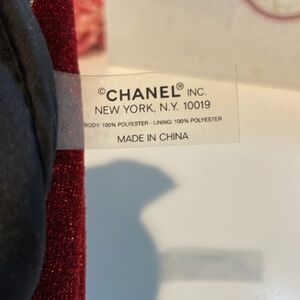 ©CHANEL® INC.
NEW YORK, N.Y. 10019
BODY: 100% POLYESTER - LINING: 100% POLYESTER
MADE IN CHINA